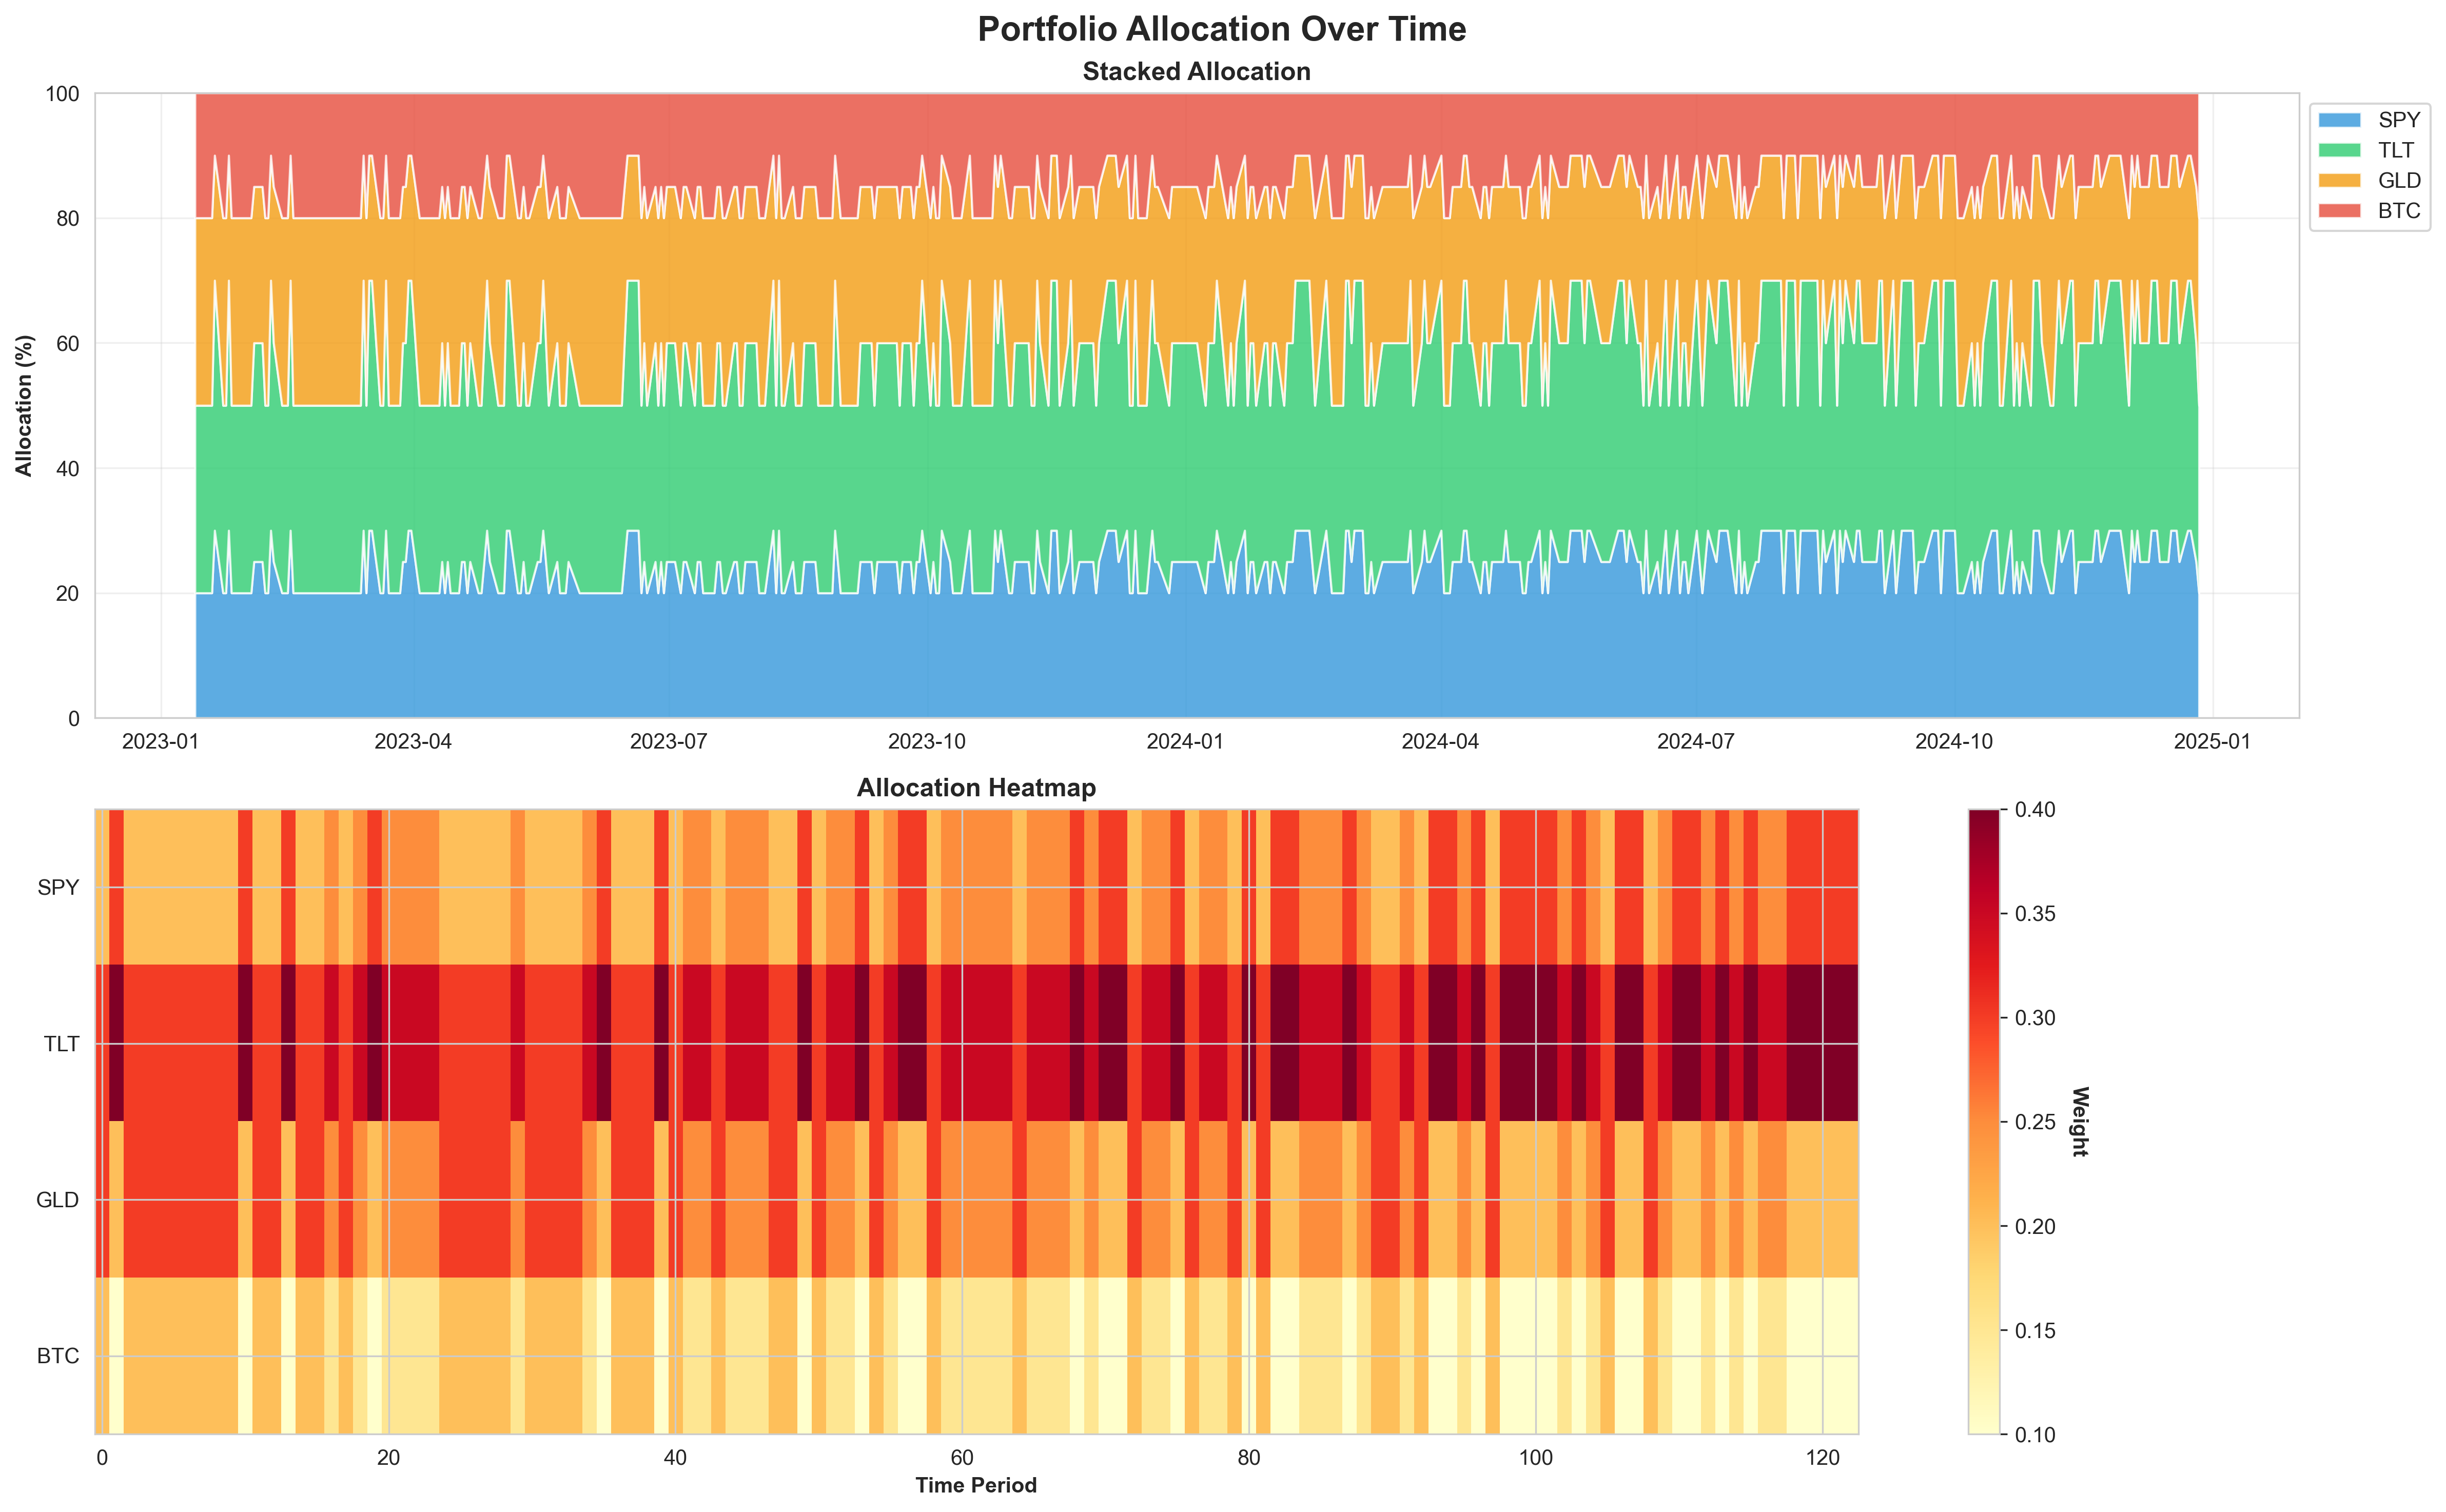 Portfolio Allocation Over Time
Stacked Allocation
100
80
60
40
20
0
Allocation (%)
2023-01
2023-04
2023-07
2023-10
2024-01
2024-04
2024-07
2024-10
2025-01
SPY
TLT
GLD
BTC
Allocation Heatmap
SPY
TLT
GLD
BTC
0
20
40
60
80
100
120
Time Period
0.40
0.35
0.30
0.25
0.20
0.15
0.10
Weight